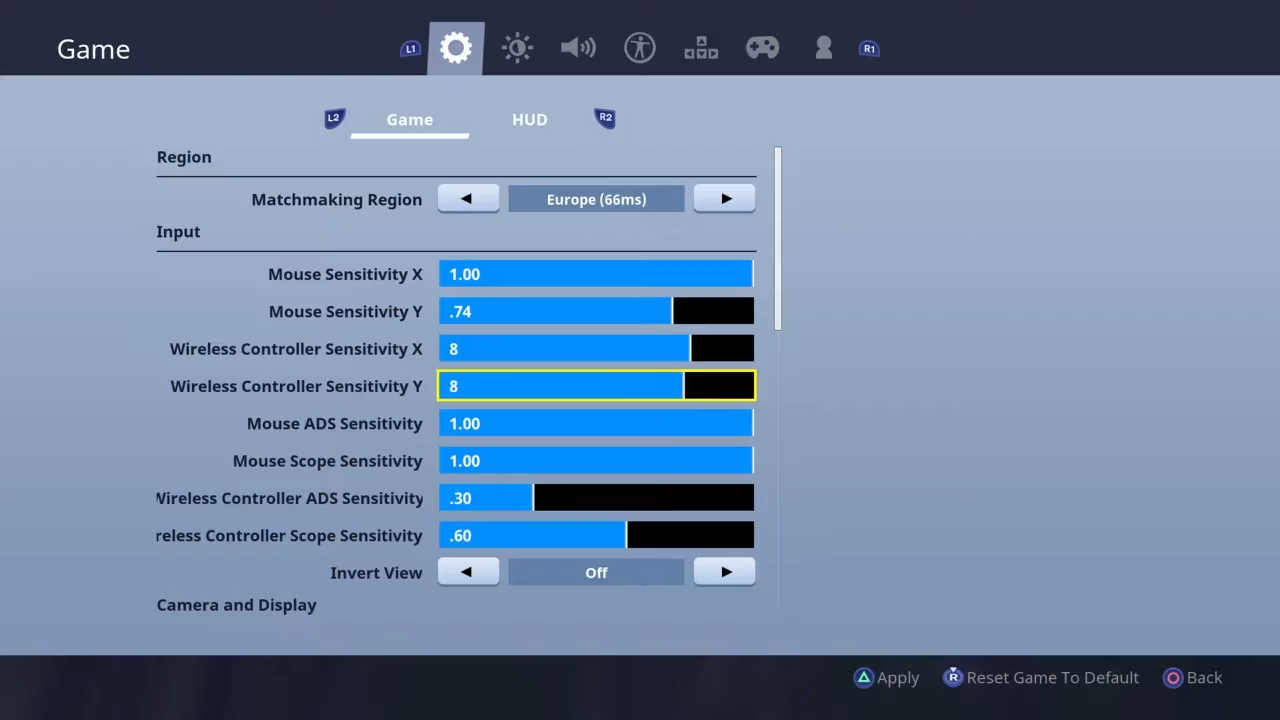 Game
L1
R1
L2
Game
HUD
R2
Region
Matchmaking Region
Europe (66ms)
Input
Mouse Sensitivity X
1.00
Mouse Sensitivity Y
.74
Wireless Controller Sensitivity X
8
Wireless Controller Sensitivity Y
8
Mouse ADS Sensitivity
1.00
Mouse Scope Sensitivity
1.00
Wireless Controller ADS Sensitivity
.30
reless Controller Scope Sensitivity
.60
Invert View
Off
Camera and Display
Apply
R
Reset Game To Default
Back